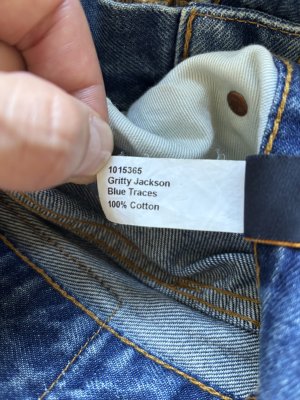 1015365
Gritty Jackson
Blue Traces
100% Cotton